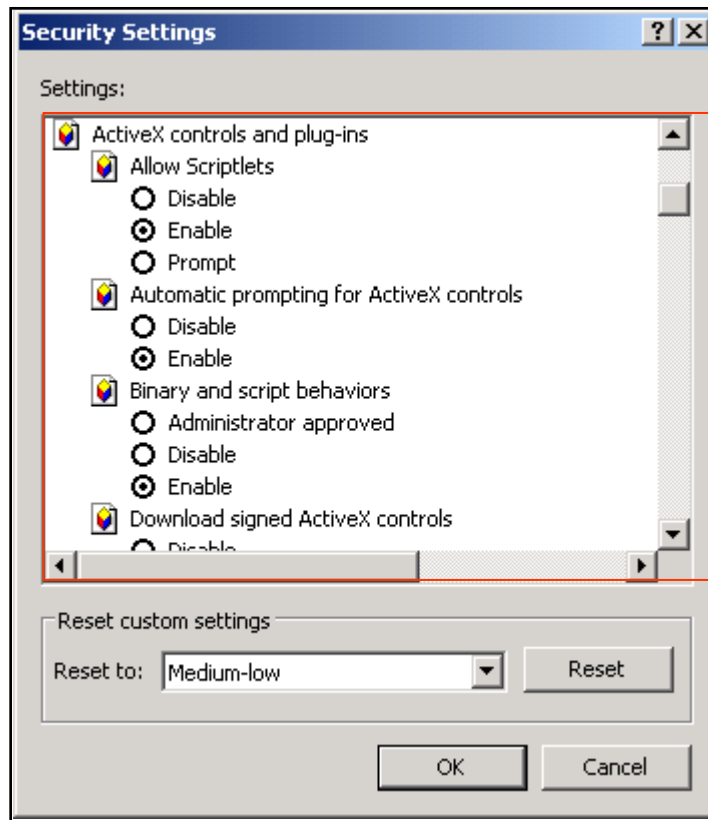 Security Settings
Settings:
ActiveX controls and plug-ins
Allow Scriptlets
Disable
Enable
Prompt
Automatic prompting for ActiveX controls
Disable
Enable
Binary and script behaviors
Administrator approved
Disable
Enable
Download signed ActiveX controls
Disable
Reset custom settings
Reset to: Medium-low Reset
OK Cancel